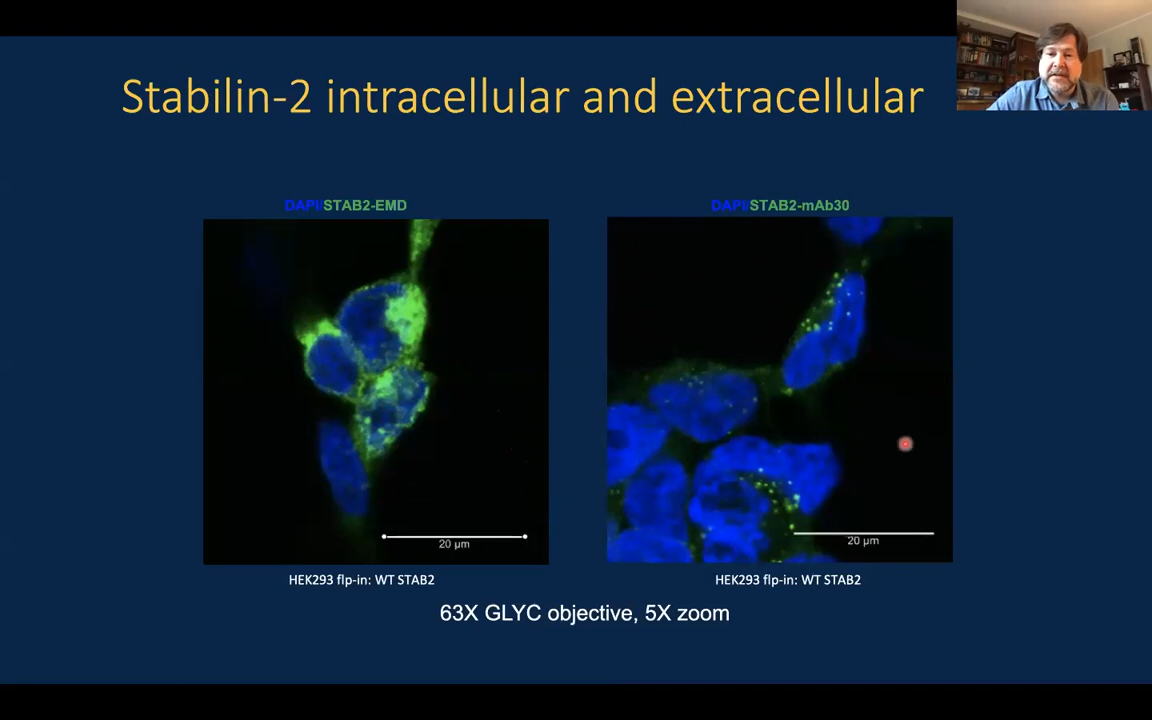 Stabilin-2 intracellular and extracellular
DAPI/STAB2-EMD
DAPI/STAB2-mAb30
20 µm
20 µm
HEK293 flp-in: WT STAB2
HEK293 flp-in: WT STAB2
63X GLYC objective, 5X zoom